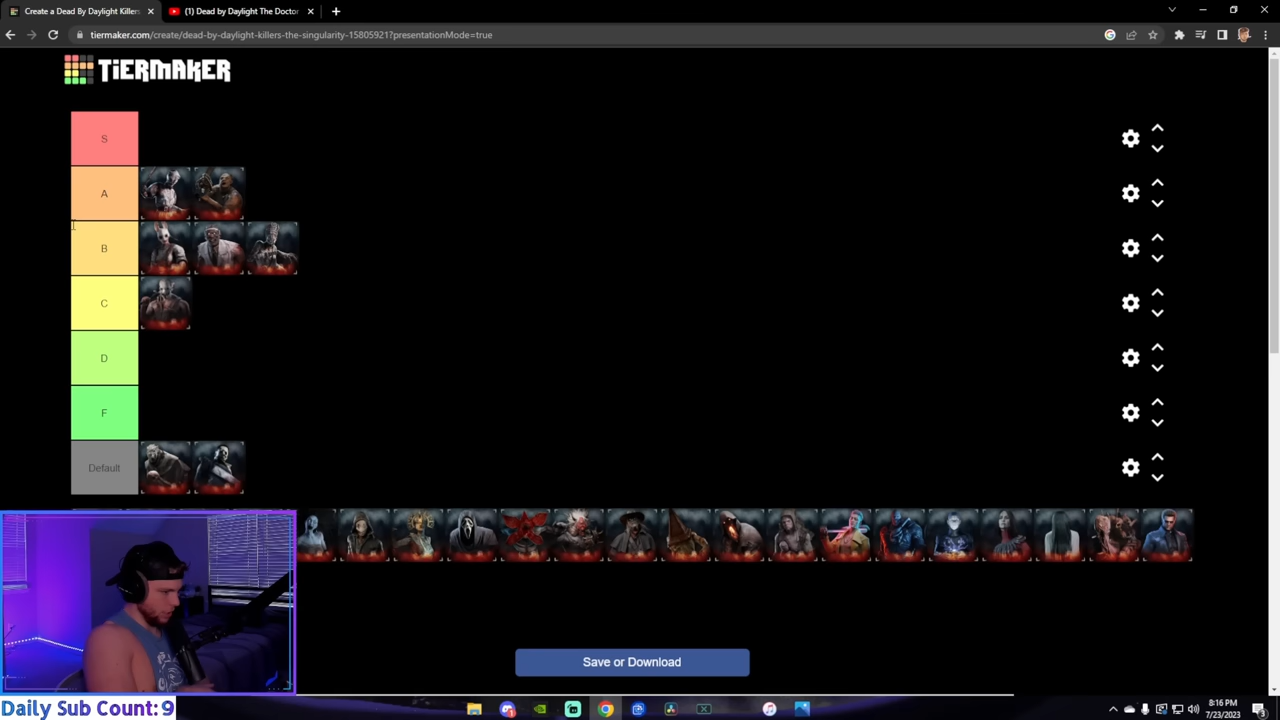 Create a Dead By Daylight Killers
(1) Dead by Daylight The Doctor
tiermaker.com/create/dead-by-daylight-killers-the-singularity-15805921?presentationMode=true
TiERMAKER
S
A
B
C
D
F
Default
Save or Download
Daily Sub Count: 9
8:16 PM
7/23/2023